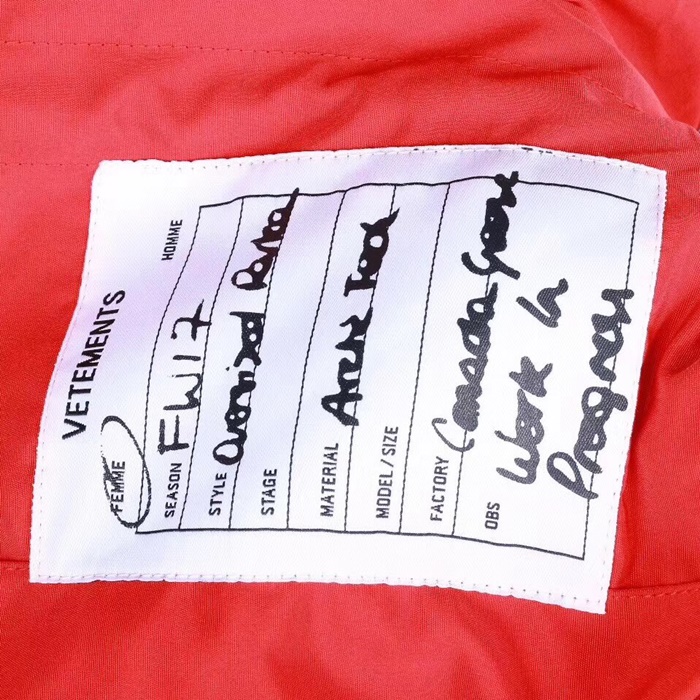 VETEMENTS
FEMME HOMME
SEASON FW17
STYLE Oversized Parka
STAGE
MATERIAL Arctic Tech
MODEL/SIZE
FACTORY Canada Goose
OBS Work in
Progress